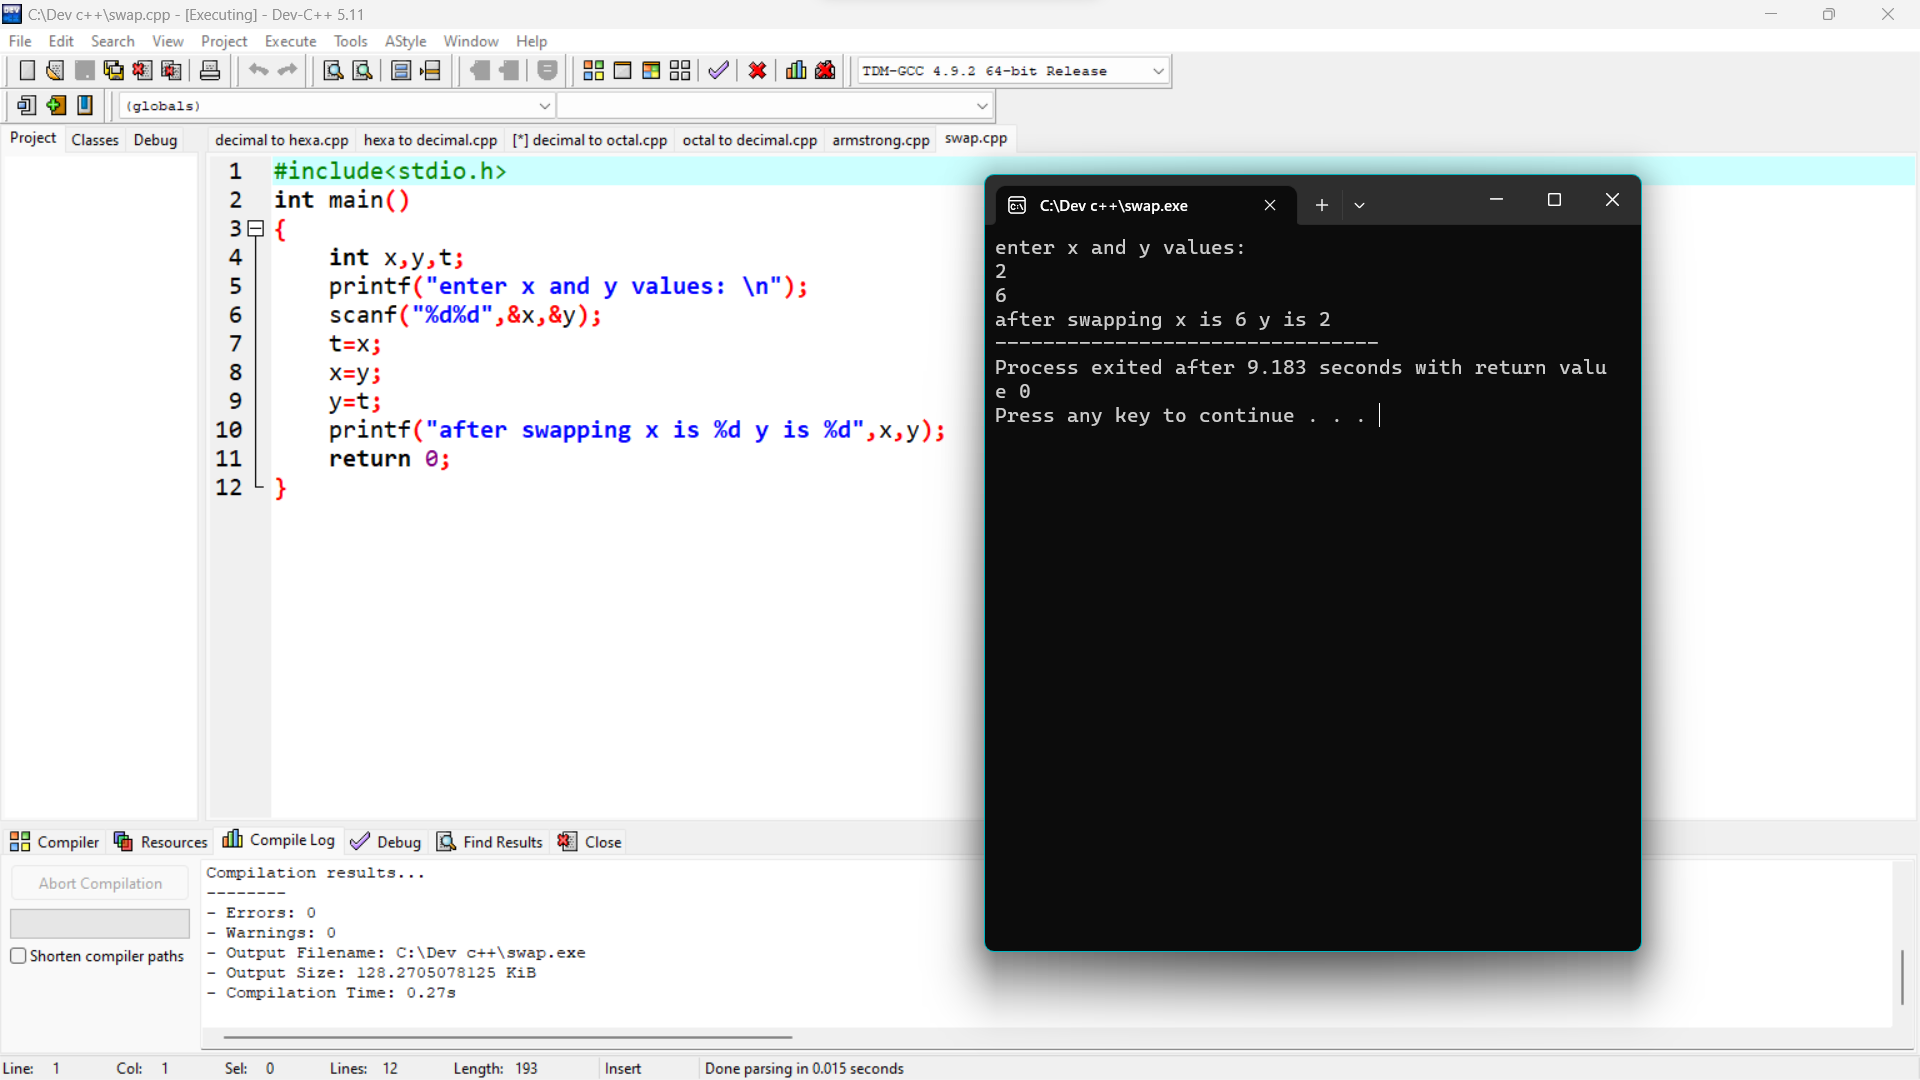 C:\Dev c++\swap.cpp - [Executing] - Dev-C++ 5.11
File Edit Search View Project Execute Tools AStyle Window Help
TDM-GCC 4.9.2 64-bit Release
(globals)
Project Classes Debug
decimal to hexa.cpp hexa to decimal.cpp [*] decimal to octal.cpp octal to decimal.cpp armstrong.cpp swap.cpp
1 #include<stdio.h>
2 int main()
3 {
4 int x,y,t;
5 printf("enter x and y values: \n");
6 scanf("%d%d",&x,&y);
7 t=x;
8 x=y;
9 y=t;
10 printf("after swapping x is %d y is %d",x,y);
11 return 0;
12 }
C:\Dev c++\swap.exe
enter x and y values:
2
6
after swapping x is 6 y is 2
--------------------------------
Process exited after 9.183 seconds with return valu
e 0
Press any key to continue . . .
Compiler Resources Compile Log Debug Find Results Close
Abort Compilation
Shorten compiler paths
Compilation results...
--------
- Errors: 0
- Warnings: 0
- Output Filename: C:\Dev c++\swap.exe
- Output Size: 128.2705078125 KiB
- Compilation Time: 0.27s
Line: 1 Col: 1 Sel: 0 Lines: 12 Length: 193 Insert Done parsing in 0.015 seconds